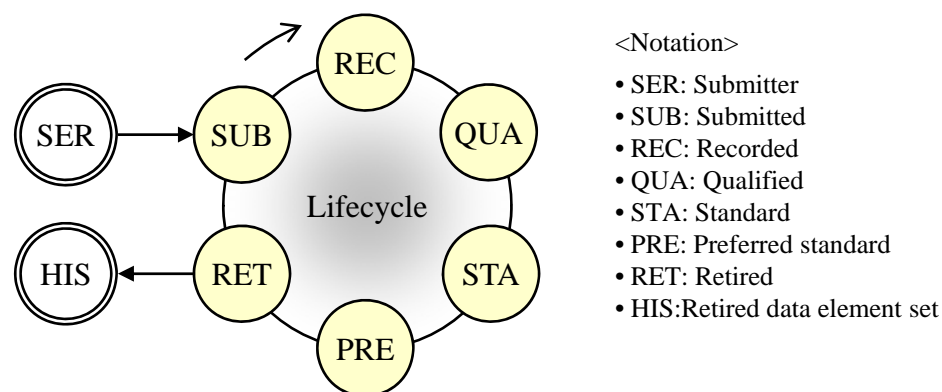 REC
SER
SUB
QUA
Lifecycle
HIS
RET
STA
PRE
<Notation>
• SER: Submitter
• SUB: Submitted
• REC: Recorded
• QUA: Qualified
• STA: Standard
• PRE: Preferred standard
• RET: Retired
• HIS:Retired data element set